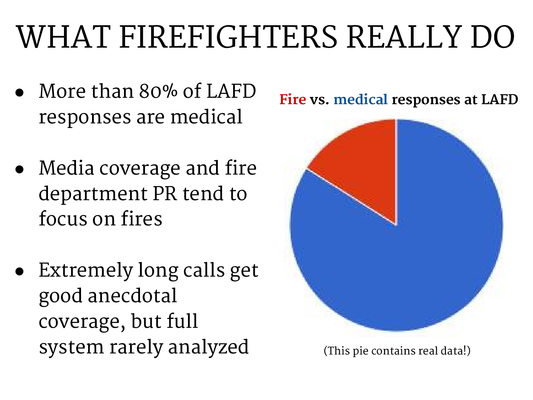 WHAT FIREFIGHTERS REALLY DO
● More than 80% of LAFD
responses are medical
● Media coverage and fire
department PR tend to
focus on fires
● Extremely long calls get
good anecdotal
coverage, but full
system rarely analyzed
Fire vs. medical responses at LAFD
(This pie contains real data!)